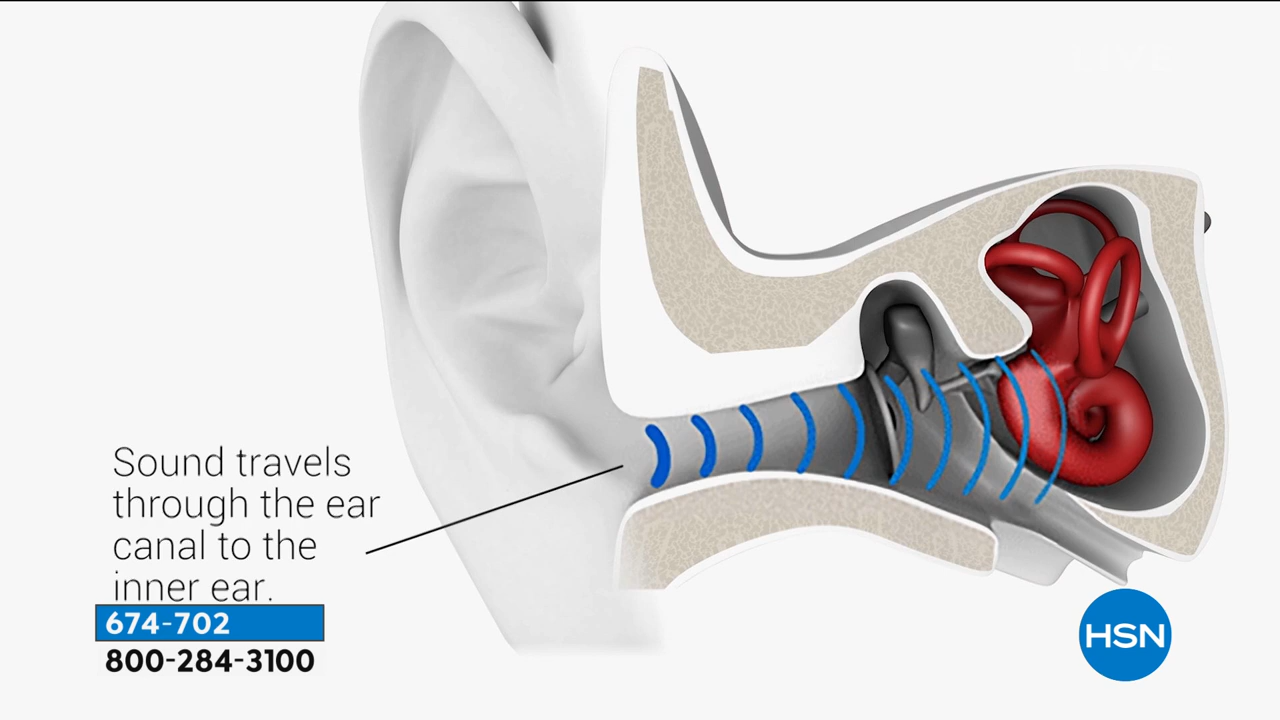 Sound travels
through the ear
canal to the
inner ear.
674-702
800-284-3100
HSN